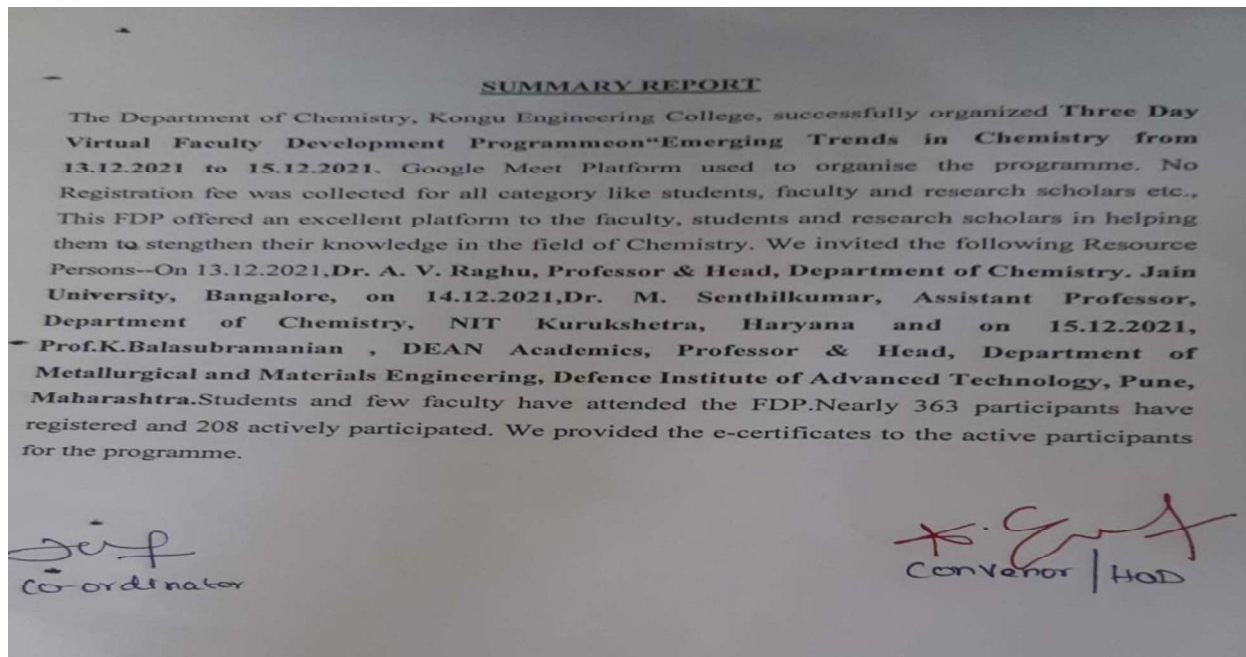 SUMMARY REPORT
The Department of Chemistry, Kongu Engineering College, successfully organized Three Day
Virtual Faculty Development Programmeon“Emerging Trends in Chemistry from
13.12.2021 to 15.12.2021. Google Meet Platform used to organise the programme. No
Registration fee was collected for all category like students, faculty and research scholars etc.,
This FDP offered an excellent platform to the faculty, students and research scholars in helping
them to stengthen their knowledge in the field of Chemistry. We invited the following Resource
Persons--On 13.12.2021,Dr. A. V. Raghu, Professor & Head, Department of Chemistry. Jain
University, Bangalore, on 14.12.2021,Dr. M. Senthilkumar, Assistant Professor,
Department of Chemistry, NIT Kurukshetra, Haryana and on 15.12.2021,
Prof.K.Balasubramanian , DEAN Academics, Professor & Head, Department of
Metallurgical and Materials Engineering, Defence Institute of Advanced Technology, Pune,
Maharashtra.Students and few faculty have attended the FDP.Nearly 363 participants have
registered and 208 actively participated. We provided the e-certificates to the active participants
for the programme.
Co-ordinator
Convenor | HOD